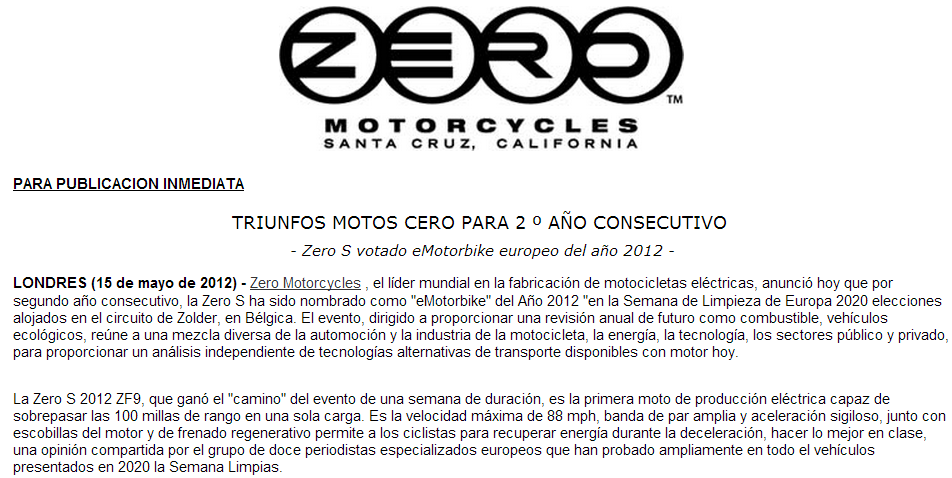 ZERO
TM
MOTORCYCLES
SANTA CRUZ, CALIFORNIA
PARA PUBLICACION INMEDIATA
TRIUNFOS MOTOS CERO PARA 2 º AÑO CONSECUTIVO
- Zero S votado eMotorbike europeo del año 2012 -
LONDRES (15 de mayo de 2012) - Zero Motorcycles , el líder mundial en la fabricación de motocicletas eléctricas, anunció hoy que por
segundo año consecutivo, la Zero S ha sido nombrado como "eMotorbike" del Año 2012 "en la Semana de Limpieza de Europa 2020 elecciones
alojados en el circuito de Zolder, en Bélgica. El evento, dirigido a proporcionar una revisión anual de futuro como combustible, vehículos
ecológicos, reúne a una mezcla diversa de la automoción y la industria de la motocicleta, la energía, la tecnología, los sectores público y privado,
para proporcionar un análisis independiente de tecnologías alternativas de transporte disponibles con motor hoy.
La Zero S 2012 ZF9, que ganó el "camino" del evento de una semana de duración, es la primera moto de producción eléctrica capaz de
sobrepasar las 100 millas de rango en una sola carga. Es la velocidad máxima de 88 mph, banda de par amplia y aceleración sigiloso, junto con
escobillas del motor y de frenado regenerativo permite a los ciclistas para recuperar energía durante la deceleración, hacer lo mejor en clase,
una opinión compartida por el grupo de doce periodistas especializados europeos que han probado ampliamente en todo el vehículos
presentados en 2020 la Semana Limpias.